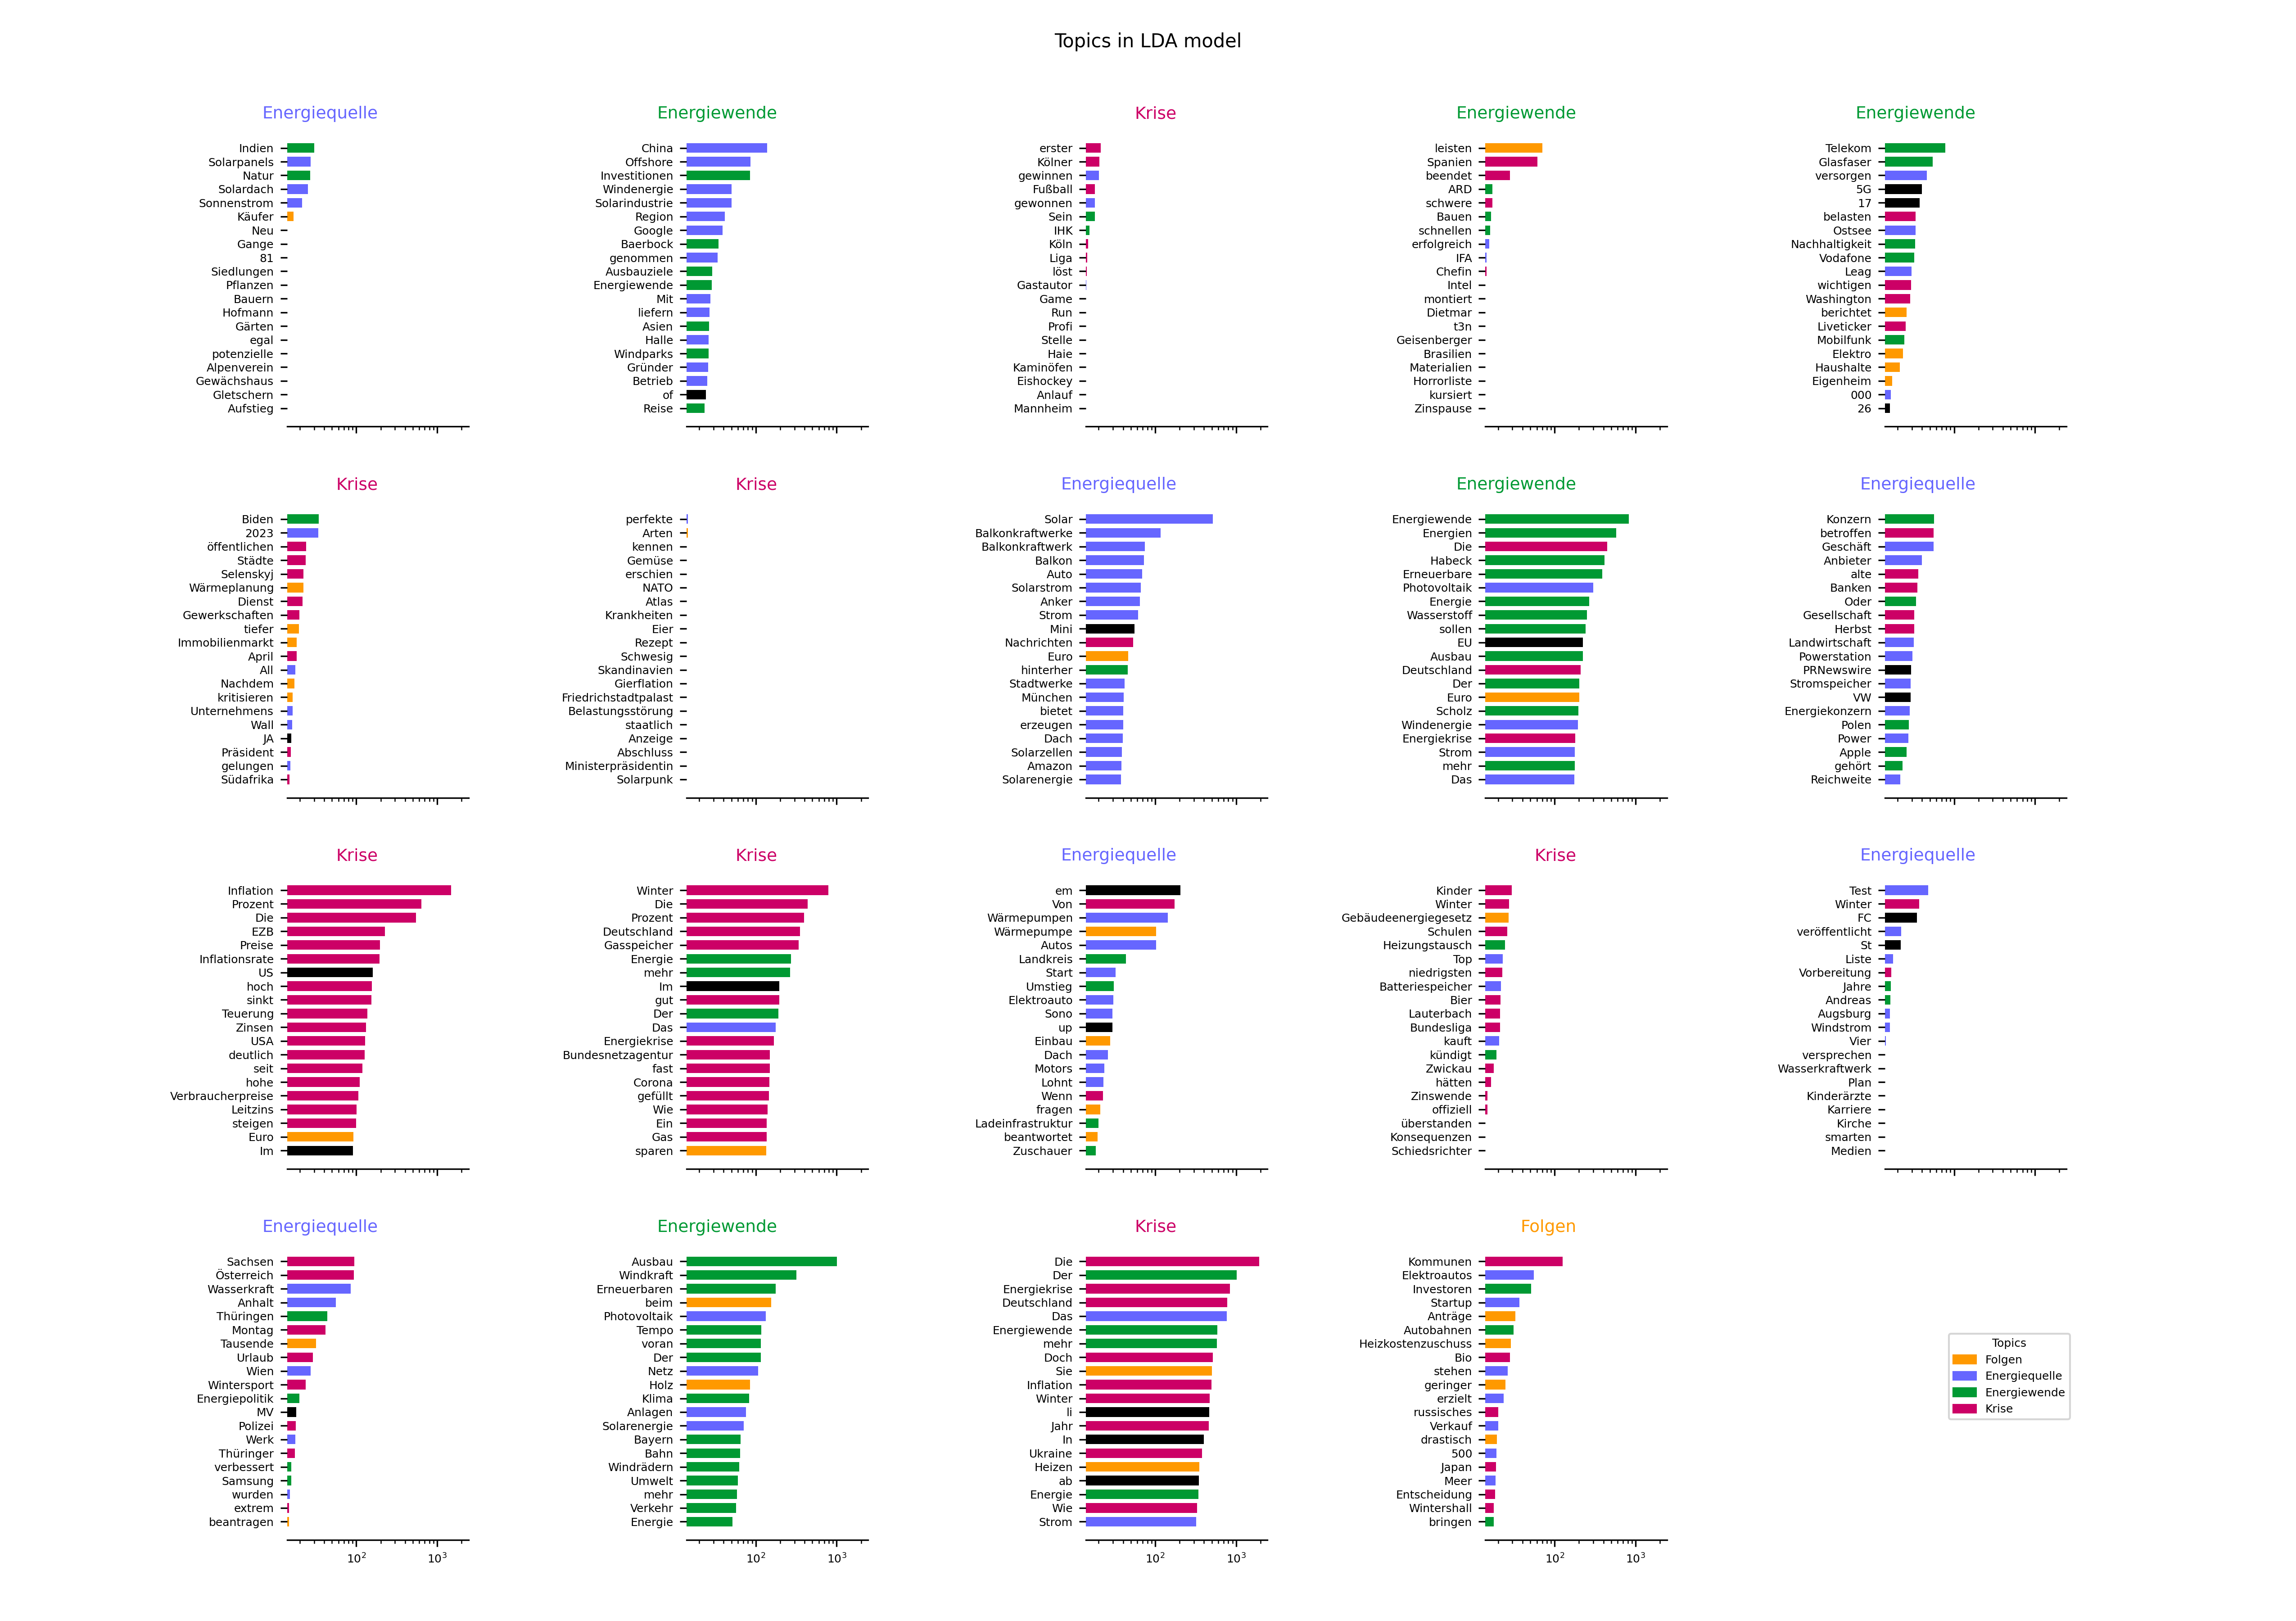 Topics in LDA model
Energiequelle
Indien
Solarpanels
Natur
Solardach
Sonnenstrom
Käufer
Neu
Gange
81
Siedlungen
Pflanzen
Bauern
Hofmann
Gärten
egal
potenzielle
Alpenverein
Gewächshaus
Gletschern
Aufstieg
Energiewende
China
Offshore
Investitionen
Windenergie
Solarindustrie
Region
Google
Baerbock
genommen
Ausbauziele
Energiewende
Mit
liefern
Asien
Halle
Windparks
Gründer
Betrieb
of
Reise
Krise
erster
Kölner
gewinnen
Fußball
gewonnen
Sein
IHK
Köln
Liga
löst
Gastautor
Game
Run
Profi
Stelle
Haie
Kaminöfen
Eishockey
Anlauf
Mannheim
Energiewende
leisten
Spanien
beendet
ARD
schwere
Bauen
schnellen
erfolgreich
IFA
Chefin
Intel
montiert
Dietmar
t3n
Geisenberger
Brasilien
Materialien
Horrorliste
kursiert
Zinspause
Energiewende
Telekom
Glasfaser
versorgen
5G
17
belasten
Ostsee
Nachhaltigkeit
Vodafone
Leag
wichtigen
Washington
berichtet
Liveticker
Mobilfunk
Elektro
Haushalte
Eigenheim
000
26
Krise
Biden
2023
öffentlichen
Städte
Selenskyj
Wärmeplanung
Dienst
Gewerkschaften
tiefer
Immobilienmarkt
April
All
Nachdem
kritisieren
Unternehmens
Wall
JA
Präsident
gelungen
Südafrika
Krise
perfekte
Arten
kennen
Gemüse
erschien
NATO
Atlas
Krankheiten
Eier
Rezept
Schwesig
Skandinavien
Gierflation
Friedrichstadtpalast
Belastungsstörung
staatlich
Anzeige
Abschluss
Ministerpräsidentin
Solarpunk
Energiequelle
Solar
Balkonkraftwerke
Balkonkraftwerk
Balkon
Auto
Solarstrom
Anker
Strom
Mini
Nachrichten
Euro
hinterher
Stadtwerke
München
bietet
erzeugen
Dach
Solarzellen
Amazon
Solarenergie
Energiewende
Energiewende
Energien
Die
Habeck
Erneuerbare
Photovoltaik
Energie
Wasserstoff
sollen
EU
Ausbau
Deutschland
Der
Euro
Scholz
Windenergie
Energiekrise
Strom
mehr
Das
Energiequelle
Konzern
betroffen
Geschäft
Anbieter
alte
Banken
Oder
Gesellschaft
Herbst
Landwirtschaft
Powerstation
PRNewswire
Stromspeicher
VW
Energiekonzern
Polen
Power
Apple
gehört
Reichweite
Krise
Inflation
Prozent
Die
EZB
Preise
Inflationsrate
US
hoch
sinkt
Teuerung
Zinsen
USA
deutlich
seit
hohe
Verbraucherpreise
Leitzins
steigen
Euro
Im
Krise
Winter
Die
Prozent
Deutschland
Gasspeicher
Energie
mehr
Im
gut
Der
Das
Energiekrise
Bundesnetzagentur
fast
Corona
gefüllt
Wie
Ein
Gas
sparen
Energiequelle
em
Von
Wärmepumpen
Wärmepumpe
Autos
Landkreis
Start
Umstieg
Elektroauto
Sono
up
Einbau
Dach
Motors
Lohnt
Wenn
fragen
Ladeinfrastruktur
beantwortet
Zuschauer
Krise
Kinder
Winter
Gebäudeenergiegesetz
Schulen
Heizungstausch
Top
niedrigsten
Batteriespeicher
Bier
Lauterbach
Bundesliga
kauft
kündigt
Zwickau
hätten
Zinswende
offiziell
überstanden
Konsequenzen
Schiedsrichter
Energiequelle
Test
Winter
FC
veröffentlicht
St
Liste
Vorbereitung
Jahre
Andreas
Augsburg
Windstrom
Vier
versprechen
Wasserkraftwerk
Plan
Kinderärzte
Karriere
Kirche
smarten
Medien
Energiequelle
Sachsen
Österreich
Wasserkraft
Anhalt
Thüringen
Montag
Tausende
Urlaub
Wien
Wintersport
Energiepolitik
MV
Polizei
Werk
Thüringer
verbessert
Samsung
wurden
extrem
beantragen
10²
10³
Energiewende
Ausbau
Windkraft
Erneuerbaren
beim
Photovoltaik
Tempo
voran
Der
Netz
Holz
Klima
Anlagen
Solarenergie
Bayern
Bahn
Windrädern
Umwelt
mehr
Verkehr
Energie
10²
10³
Krise
Die
Der
Energiekrise
Deutschland
Das
Energiewende
mehr
Doch
Sie
Inflation
Winter
li
Jahr
In
Ukraine
Heizen
ab
Energie
Wie
Strom
10²
10³
Folgen
Kommunen
Elektroautos
Investoren
Startup
Anträge
Autobahnen
Heizkostenzuschuss
Bio
stehen
geringer
erzielt
russisches
Verkauf
drastisch
500
Japan
Meer
Entscheidung
Wintershall
bringen
10²
10³
Topics
Folgen
Energiequelle
Energiewende
Krise